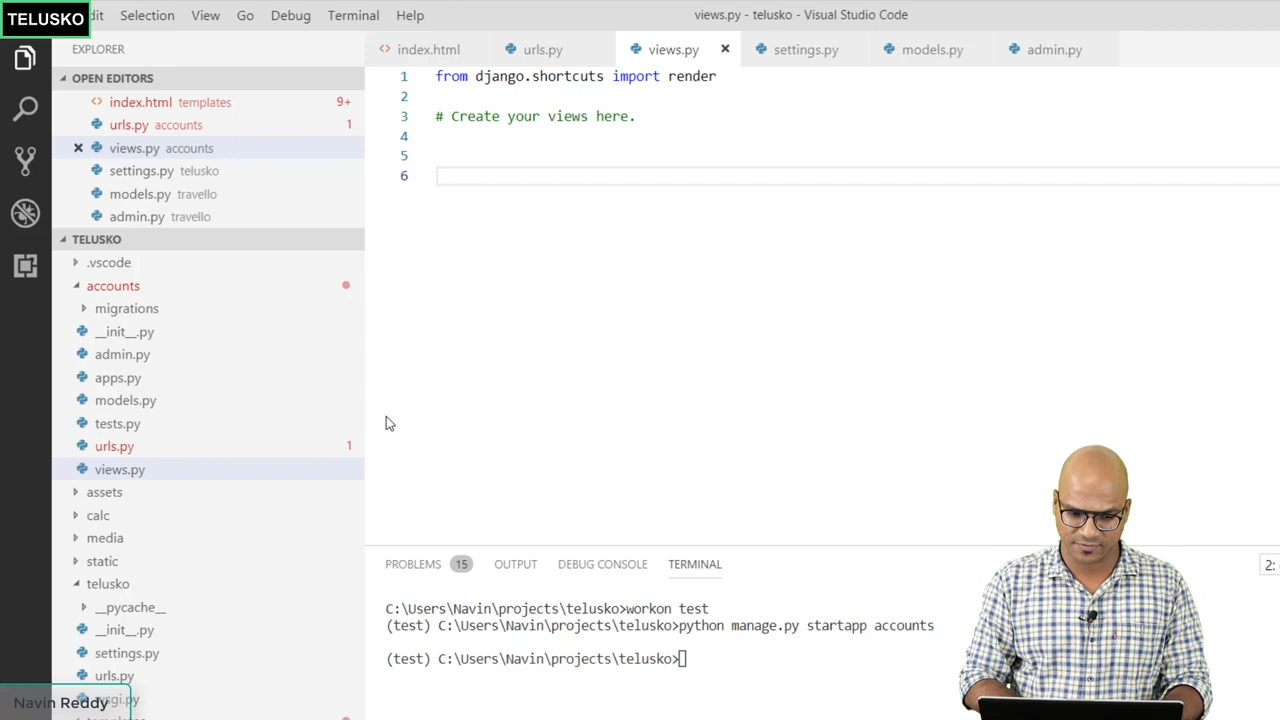 TELUSKO
Edit Selection View Go Debug Terminal Help
views.py - telusko - Visual Studio Code
EXPLORER
index.html
urls.py
views.py
settings.py
models.py
admin.py
OPEN EDITORS
index.html templates 9+
urls.py accounts 1
views.py accounts
settings.py telusko
models.py travello
admin.py travello
TELUSKO
.vscode
accounts
migrations
__init__.py
admin.py
apps.py
models.py
tests.py
urls.py 1
views.py
assets
calc
media
static
telusko
__pycache__
__init__.py
settings.py
urls.py
wsgi.py
1 from django.shortcuts import render
2
3 # Create your views here.
4
5
6
PROBLEMS 15 OUTPUT DEBUG CONSOLE TERMINAL 2:
C:\Users\Navin\projects\telusko>workon test
(test) C:\Users\Navin\projects\telusko>python manage.py startapp accounts
(test) C:\Users\Navin\projects\telusko>
Navin Reddy